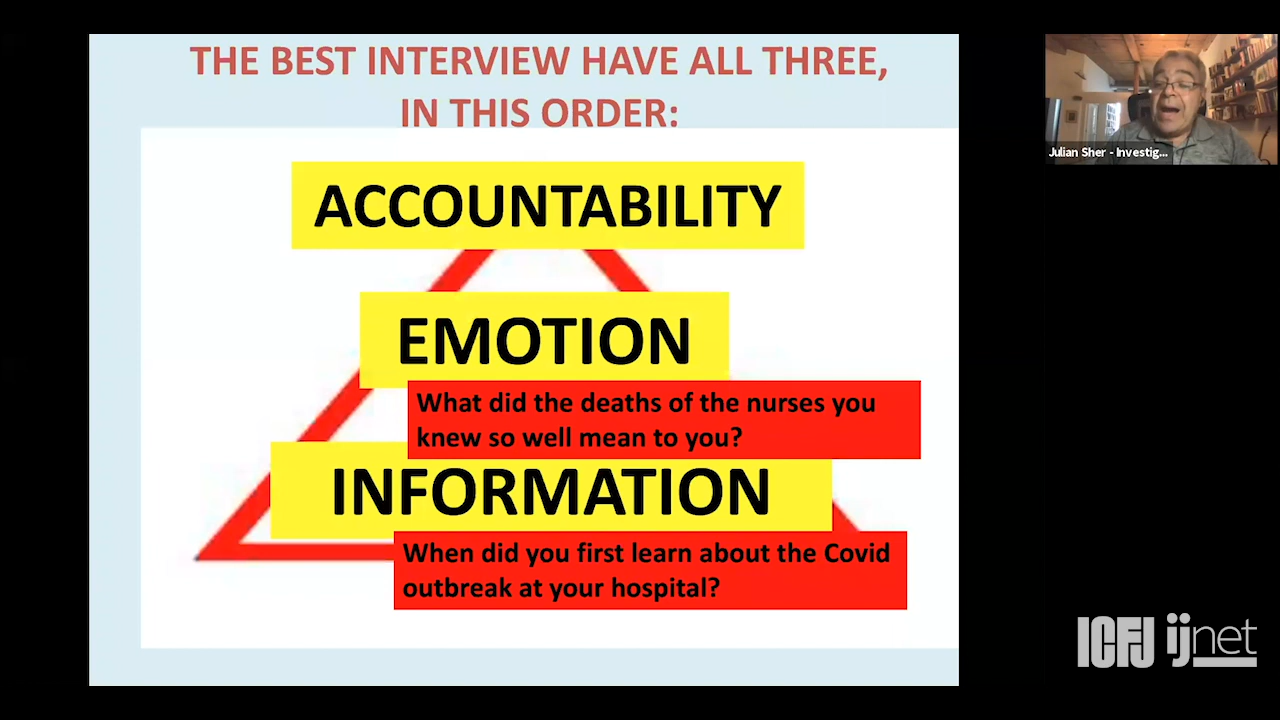 THE BEST INTERVIEW HAVE ALL THREE,
IN THIS ORDER:
ACCOUNTABILITY
EMOTION
What did the deaths of the nurses you
knew so well mean to you?
INFORMATION
When did you first learn about the Covid
outbreak at your hospital?
Julian Sher - Investig...
ICFJ ijnet